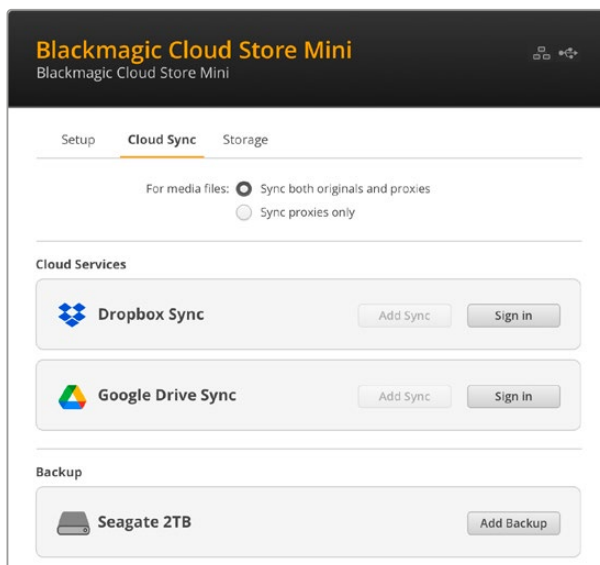 Blackmagic Cloud Store Mini
Blackmagic Cloud Store Mini
Setup Cloud Sync Storage
For media files: Sync both originals and proxies
Sync proxies only
Cloud Services
Dropbox Sync Add Sync Sign in
Google Drive Sync Add Sync Sign in
Backup
Seagate 2TB Add Backup